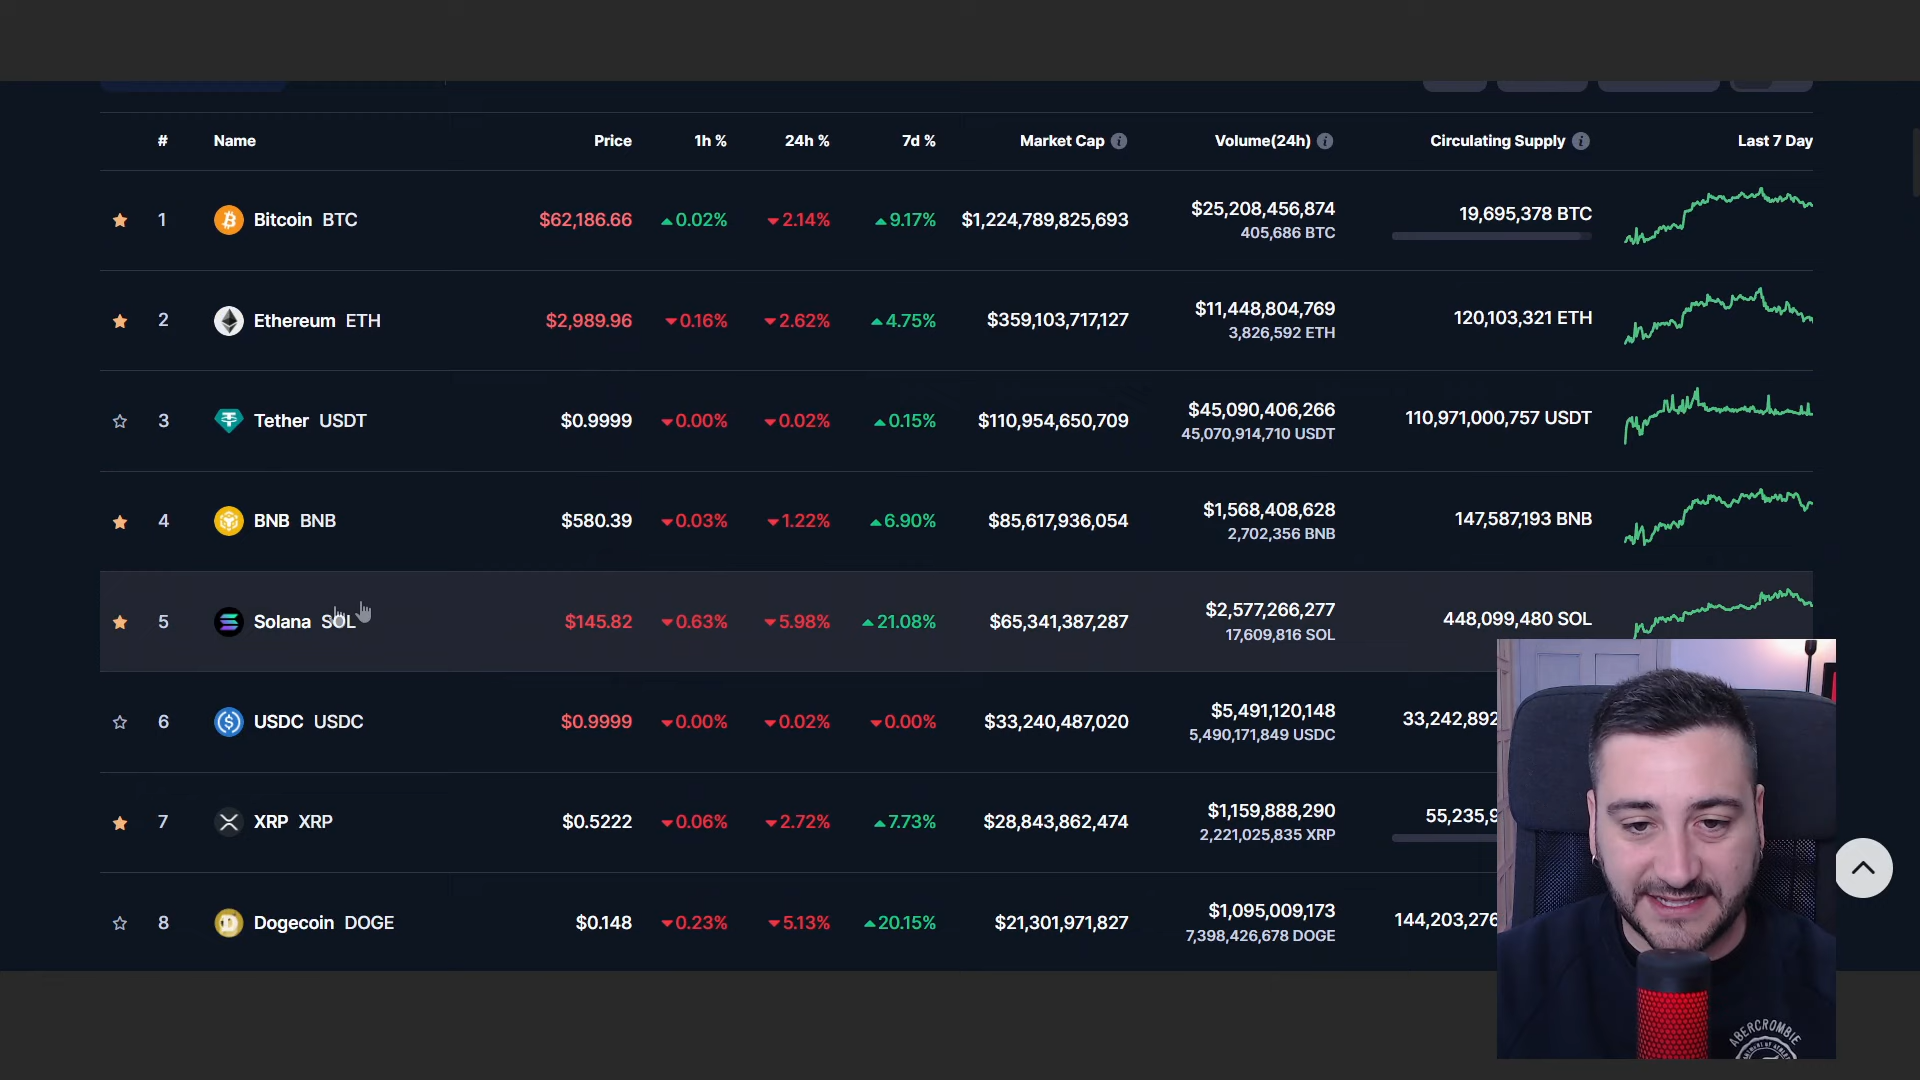 # Name Price 1h % 24h % 7d % Market Cap Volume(24h) Circulating Supply Last 7 Day
1 Bitcoin BTC $62,186.66 0.02% 2.14% 9.17% $1,224,789,825,693 $25,208,456,874 19,695,378 BTC
405,686 BTC
2 Ethereum ETH $2,989.96 0.16% 2.62% 4.75% $359,103,717,127 $11,448,804,769 120,103,321 ETH
3,826,592 ETH
3 Tether USDT $0.9999 0.00% 0.02% 0.15% $110,954,650,709 $45,090,406,266 110,971,000,757 USDT
45,070,914,710 USDT
4 BNB BNB $580.39 0.03% 1.22% 6.90% $85,617,936,054 $1,568,408,628 147,587,193 BNB
2,702,356 BNB
5 Solana SOL $145.82 0.63% 5.98% 21.08% $65,341,387,287 $2,577,266,277 448,099,480 SOL
17,609,816 SOL
6 USDC USDC $0.9999 0.00% 0.02% 0.00% $33,240,487,020 $5,491,120,148 33,242,892
5,490,171,849 USDC
7 XRP XRP $0.5222 0.06% 2.72% 7.73% $28,843,862,474 $1,159,888,290 55,235,9
2,221,025,835 XRP
8 Dogecoin DOGE $0.148 0.23% 5.13% 20.15% $21,301,971,827 $1,095,009,173 144,203,276
7,398,426,678 DOGE
ABERCROMBIE